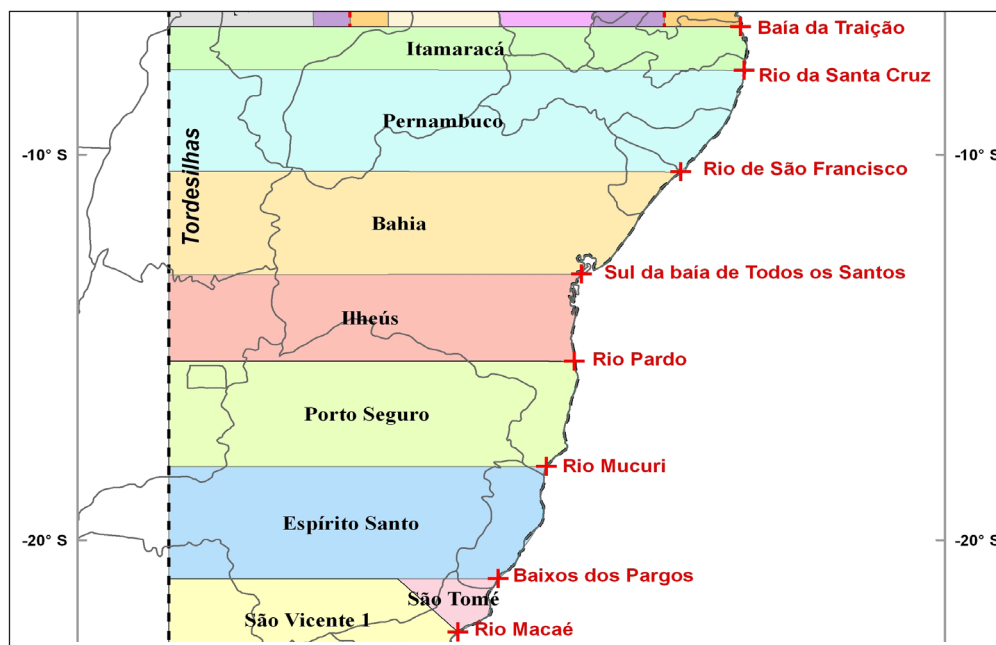 Baía da Traição
Itamaracá
Rio da Santa Cruz
Pernambuco
-10° S
-10° S
Rio de São Francisco
Tordesilhas
Bahia
Sul da baía de Todos os Santos
Ilheús
Rio Pardo
Porto Seguro
Rio Mucuri
Espírito Santo
-20° S
-20° S
Baixos dos Pargos
São Tomé
São Vicente 1
Rio Macaé